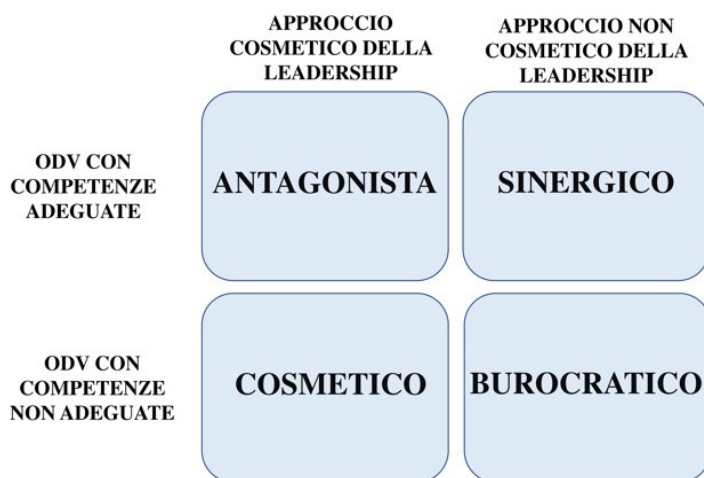 APPROCCIO
COSMETICO DELLA
LEADERSHIP
APPROCCIO NON
COSMETICO DELLA
LEADERSHIP
ODV CON
COMPETENZE
ADEGUATE
ANTAGONISTA
SINERGICO
ODV CON
COMPETENZE
NON ADEGUATE
COSMETICO
BUROCRATICO